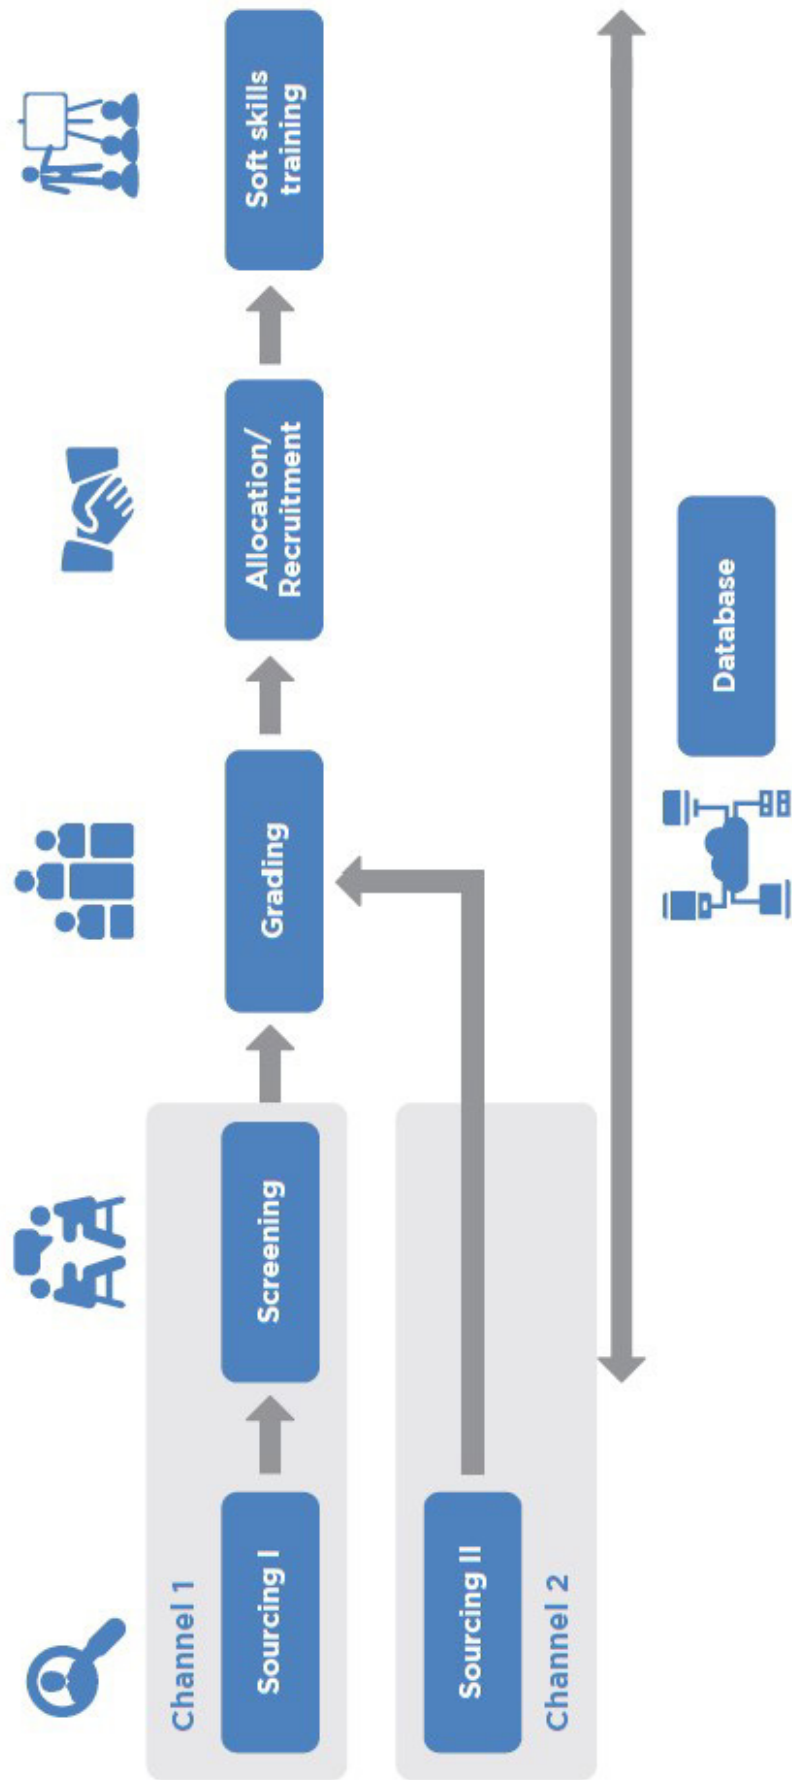 Channel 1
Sourcing I
Screening
Grading
Allocation/
Recruitment
Soft skills
training
Sourcing II
Channel 2
Database